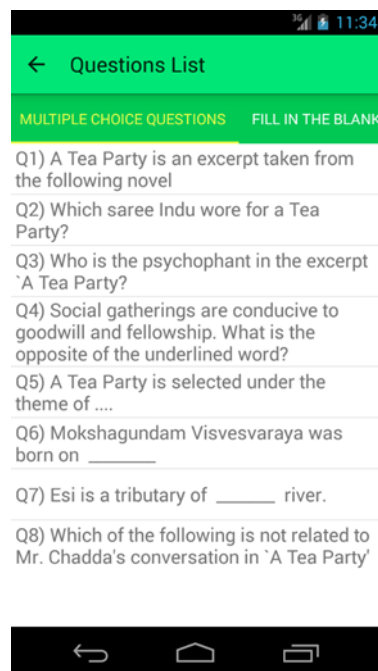 3G 11:34
Questions List
MULTIPLE CHOICE QUESTIONS FILL IN THE BLANK
Q1) A Tea Party is an excerpt taken from
the following novel
Q2) Which saree Indu wore for a Tea
Party?
Q3) Who is the psychophant in the excerpt
`A Tea Party?
Q4) Social gatherings are conducive to
goodwill and fellowship. What is the
opposite of the underlined word?
Q5) A Tea Party is selected under the
theme of ....
Q6) Mokshagundam Visvesvaraya was
born on ________
Q7) Esi is a tributary of _______ river.
Q8) Which of the following is not related to
Mr. Chadda's conversation in `A Tea Party'